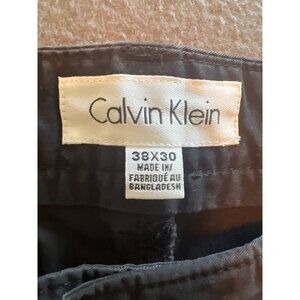 Calvin Klein
38X30
MADE IN/
FABRIQUÉ AU
BANGLADESH